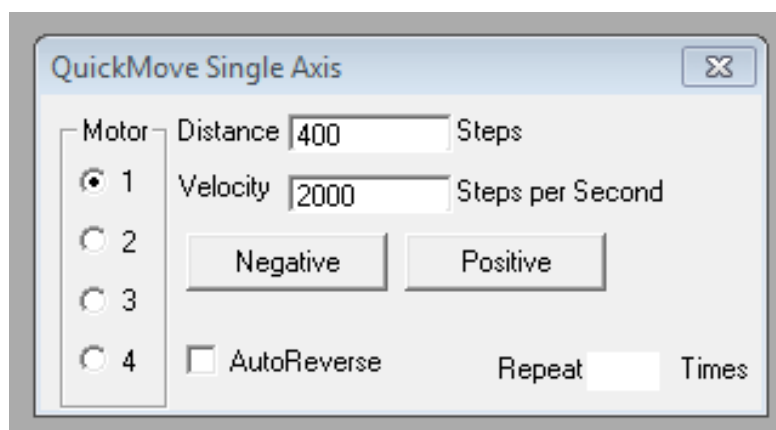 QuickMove Single Axis
Motor
Distance 400 Steps
1
Velocity 2000 Steps per Second
2
Negative Positive
3
4
AutoReverse Repeat Times